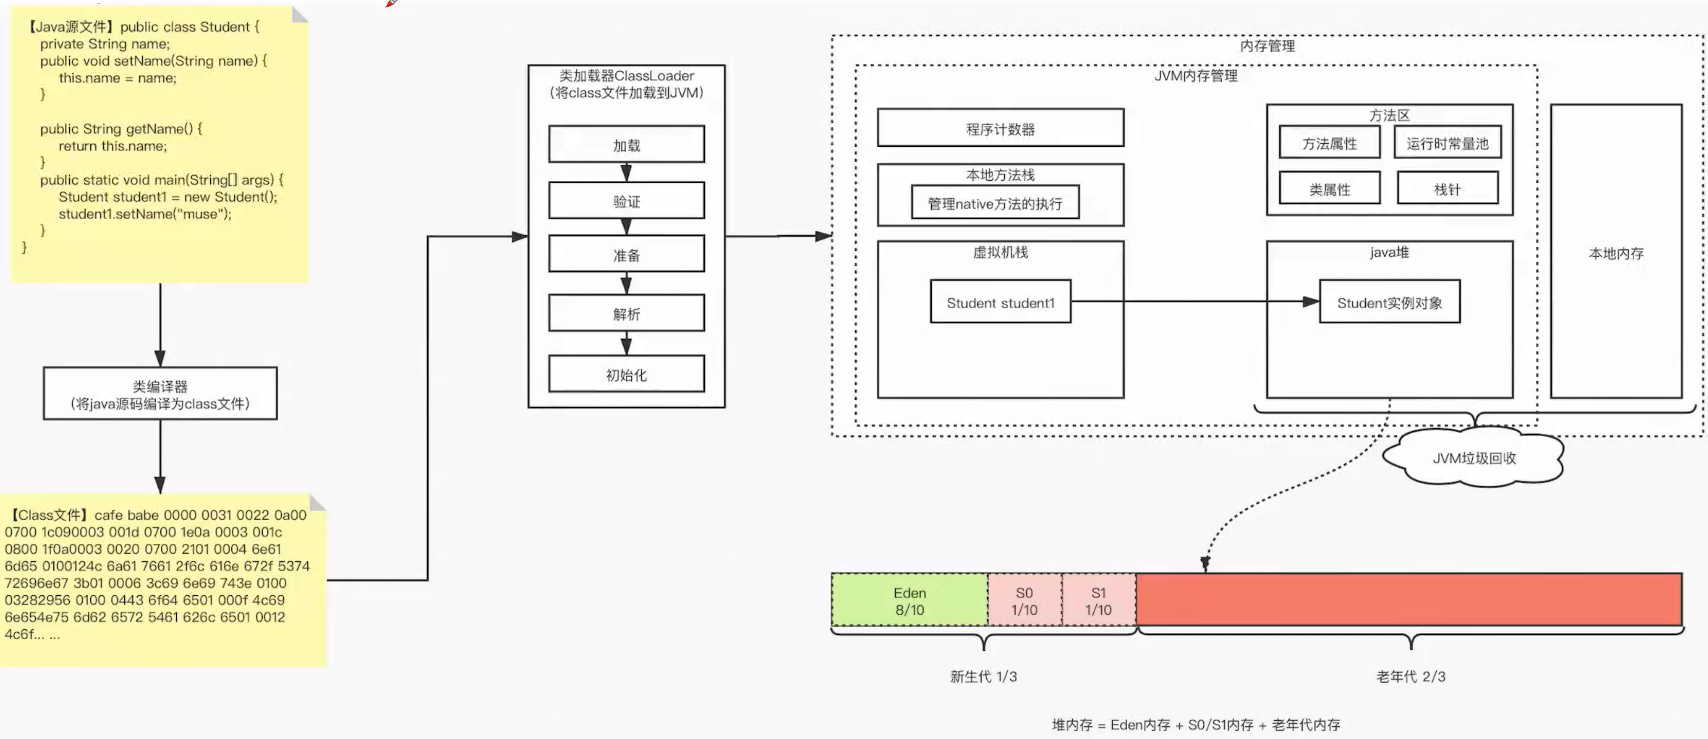 【Java源文件】public class Student {
private String name;
public void setName(String name) {
this.name = name;
}
public String getName() {
return this.name;
}
public static void main(String[] args) {
Student student1 = new Student();
student1.setName("muse");
}
}
类编译器
(将java源码编译为class文件)
【Class文件】cafe babe 0000 0031 0022 0a00
0700 1c090003 001d 0700 1e0a 0003 001c
0800 1f0a0003 0020 0700 2101 0004 6e61
6d65 0100124c 6a61 7661 2f6c 616e 672f 5374
72696e67 3b01 0006 3c69 6e69 743e 0100
03282956 0100 0443 6f64 6501 000f 4c69
6e654e75 6d62 6572 5461 626c 6501 0012
4c6f... ...
类加载器ClassLoader
(将class文件加载到JVM)
加载
验证
准备
解析
初始化
内存管理
JVM内存管理
程序计数器
本地方法栈
管理native方法的执行
虚拟机栈
Student student1
方法区
方法属性
运行时常量池
类属性
栈针
java堆
Student实例对象
本地内存
JVM垃圾回收
Eden
8/10
S0
1/10
S1
1/10
新生代 1/3
老年代 2/3
堆内存 = Eden内存 + S0/S1内存 + 老年代内存